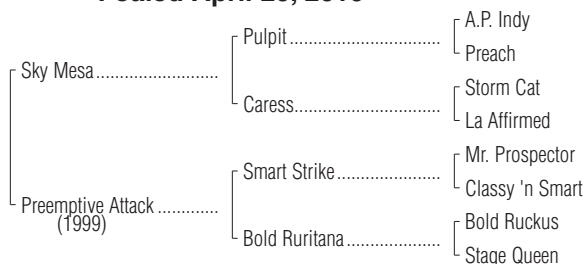 Foaled April
A.P. Indy
Pulpit....................................
Preach
Sky Mesa..........................
Storm Cat
Caress.....................................
La Affirmed
Mr. Prospector
Smart Strike.........................
Classy 'n Smart
Preemptive Attack .............
(1999)
Bold Ruckus
Bold Ruritana.......................
Stage Queen